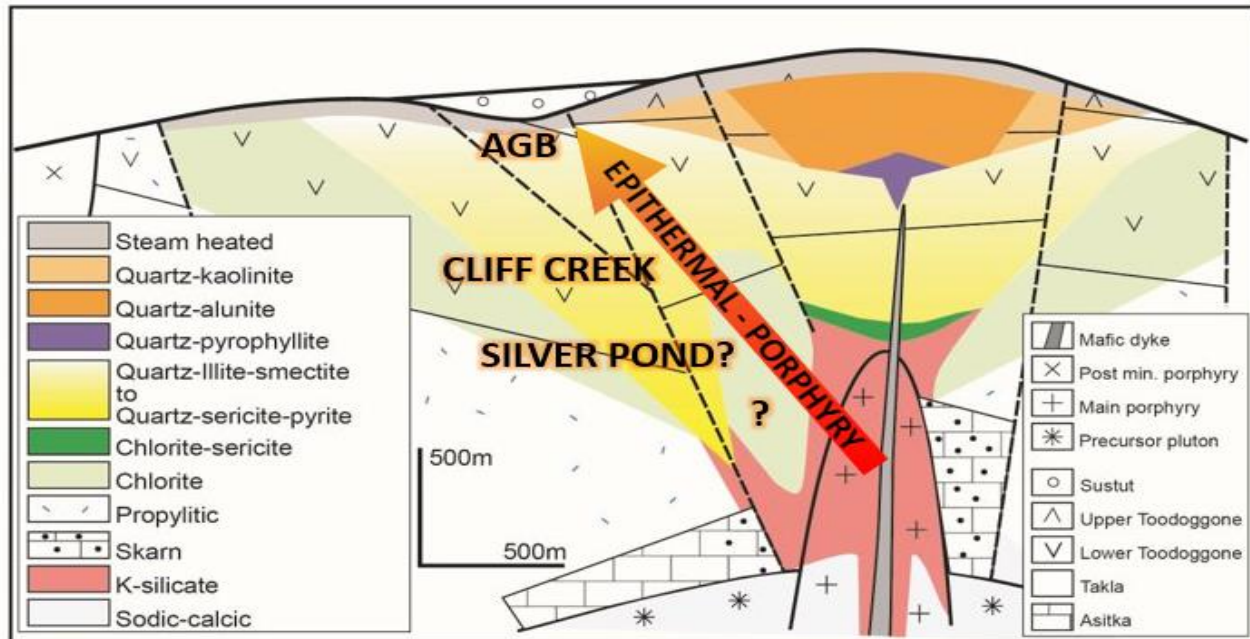 AGB
EPITHERMAL - PORPHYRY
CLIFF CREEK
SILVER POND?
?
500m
500m
Steam heated
Quartz-kaolinite
Quartz-alunite
Quartz-pyrophyllite
Quartz-Illite-smectite
to
Quartz-sericite-pyrite
Chlorite-sericite
Chlorite
Propylitic
Skarn
K-silicate
Sodic-calcic
Mafic dyke
Post min. porphyry
Main porphyry
Precursor pluton
Sustut
Upper Toodoggone
Lower Toodoggone
Takla
Asitka